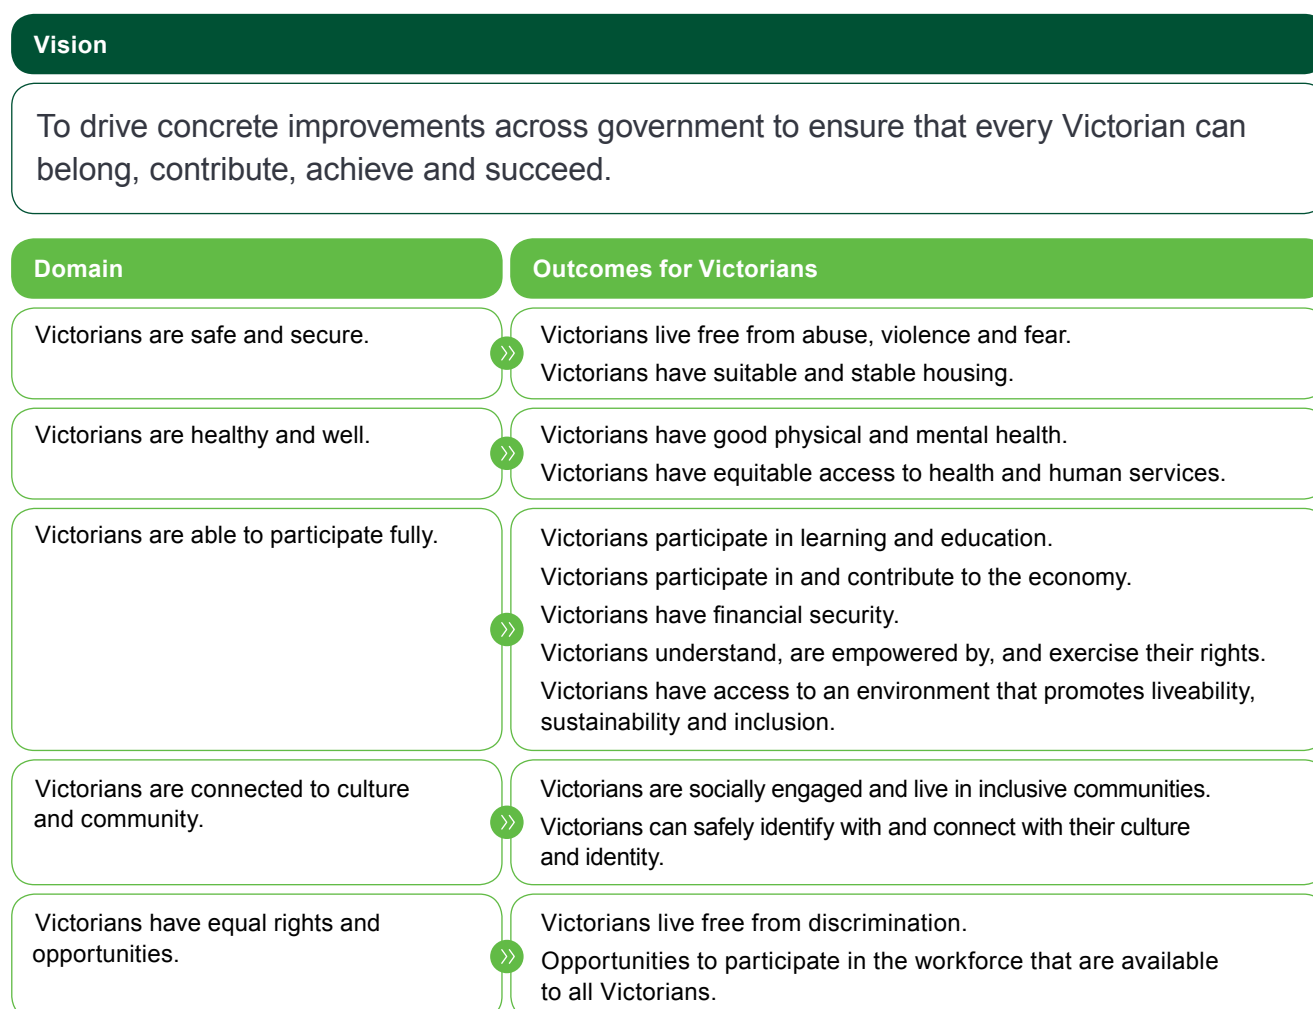 Vision
To drive concrete improvements across government to ensure that every Victorian can
belong, contribute, achieve and succeed.
Domain
Outcomes for Victorians
Victorians are safe and secure.
Victorians live free from abuse, violence and fear.
Victorians have suitable and stable housing.
Victorians are healthy and well.
Victorians have good physical and mental health.
Victorians have equitable access to health and human services.
Victorians are able to participate fully.
Victorians participate in learning and education.
Victorians participate in and contribute to the economy.
Victorians have financial security.
Victorians understand, are empowered by, and exercise their rights.
Victorians have access to an environment that promotes liveability,
sustainability and inclusion.
Victorians are connected to culture
and community.
Victorians are socially engaged and live in inclusive communities.
Victorians can safely identify with and connect with their culture
and identity.
Victorians have equal rights and
opportunities.
Victorians live free from discrimination.
Opportunities to participate in the workforce that are available
to all Victorians.